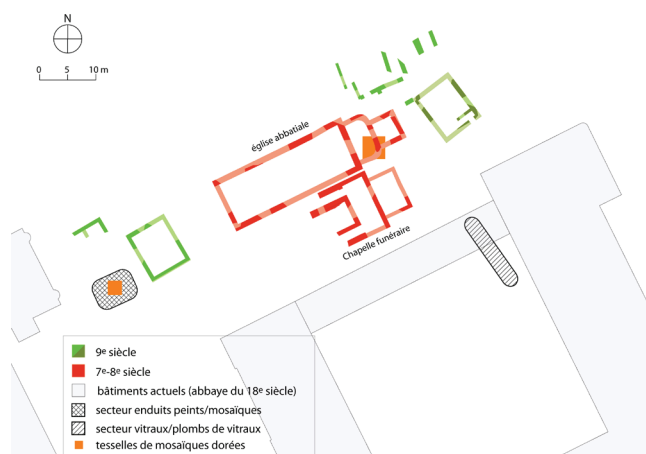 N
0 5 10 m
église abbatiale
Chapelle funéraire
9e siècle
7e-8e siècle
bâtiments actuels (abbaye du 18e siècle)
secteur enduits peints/mosaïques
secteur vitraux/plombs de vitraux
tesselles de mosaïques dorées